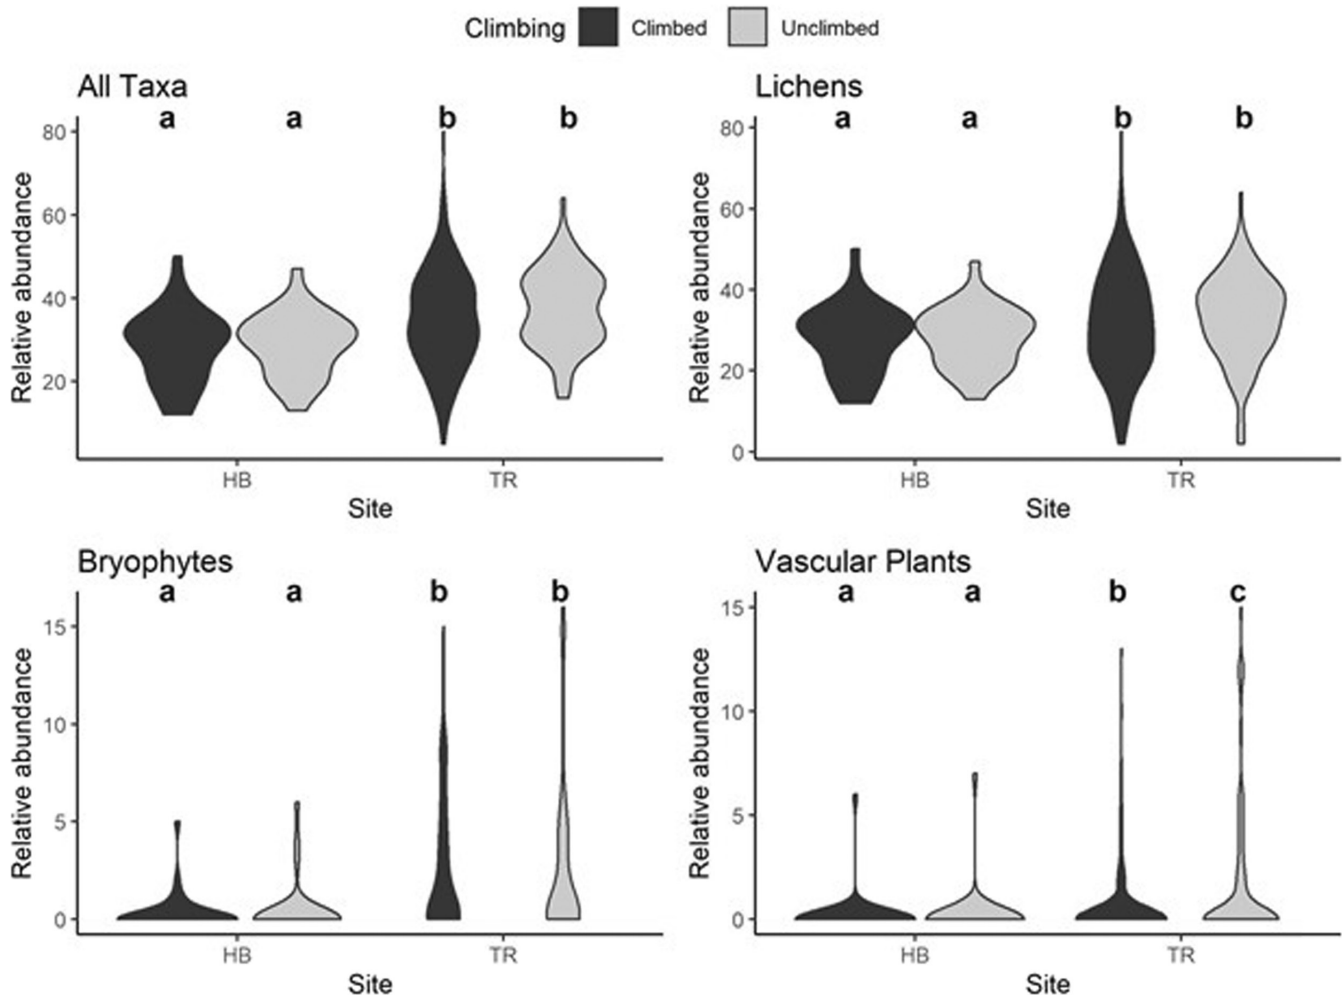 Climbing Climbed Unclimbed
All Taxa
a a b b
80
60
40
20
Relative abundance
HB TR
Site
Lichens
a a b b
80
60
40
20
0
Relative abundance
HB TR
Site
Bryophytes
a a b b
15
10
5
0
Relative abundance
HB TR
Site
Vascular Plants
a a b c
15
10
5
0
Relative abundance
HB TR
Site